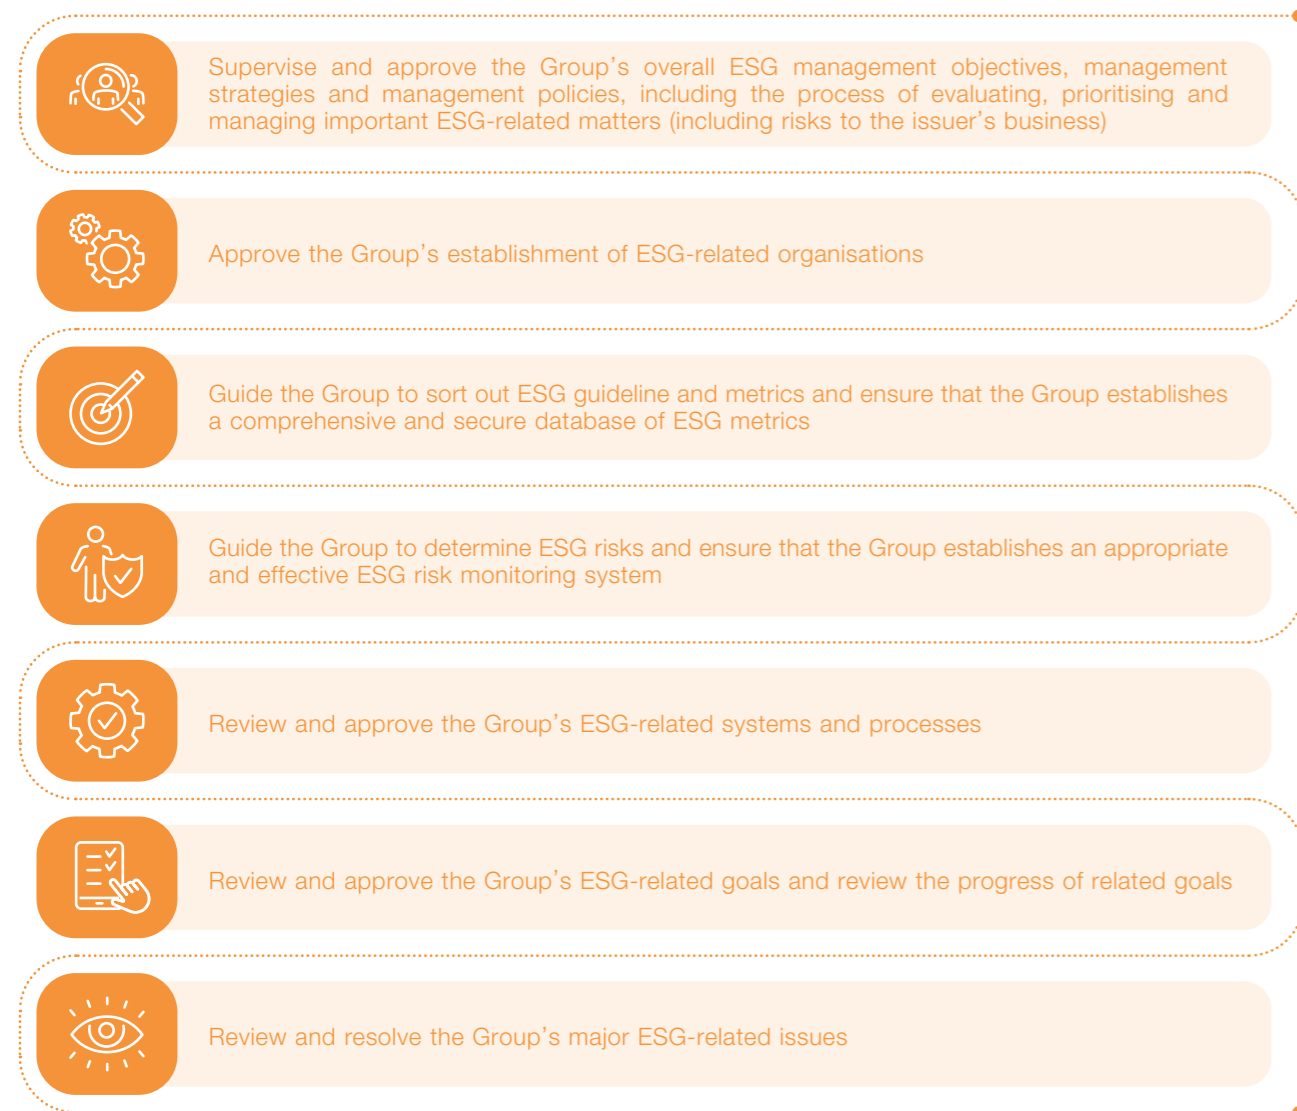 Supervise and approve the Group's overall ESG management objectives, management
strategies and management policies, including the process of evaluating, prioritising and
managing important ESG-related matters (including risks to the issuer's business)
Approve the Group's establishment of ESG-related organisations
Guide the Group to sort out ESG guideline and metrics and ensure that the Group establishes
a comprehensive and secure database of ESG metrics
Guide the Group to determine ESG risks and ensure that the Group establishes an appropriate
and effective ESG risk monitoring system
Review and approve the Group's ESG-related systems and processes
Review and approve the Group's ESG-related goals and review the progress of related goals
Review and resolve the Group's major ESG-related issues